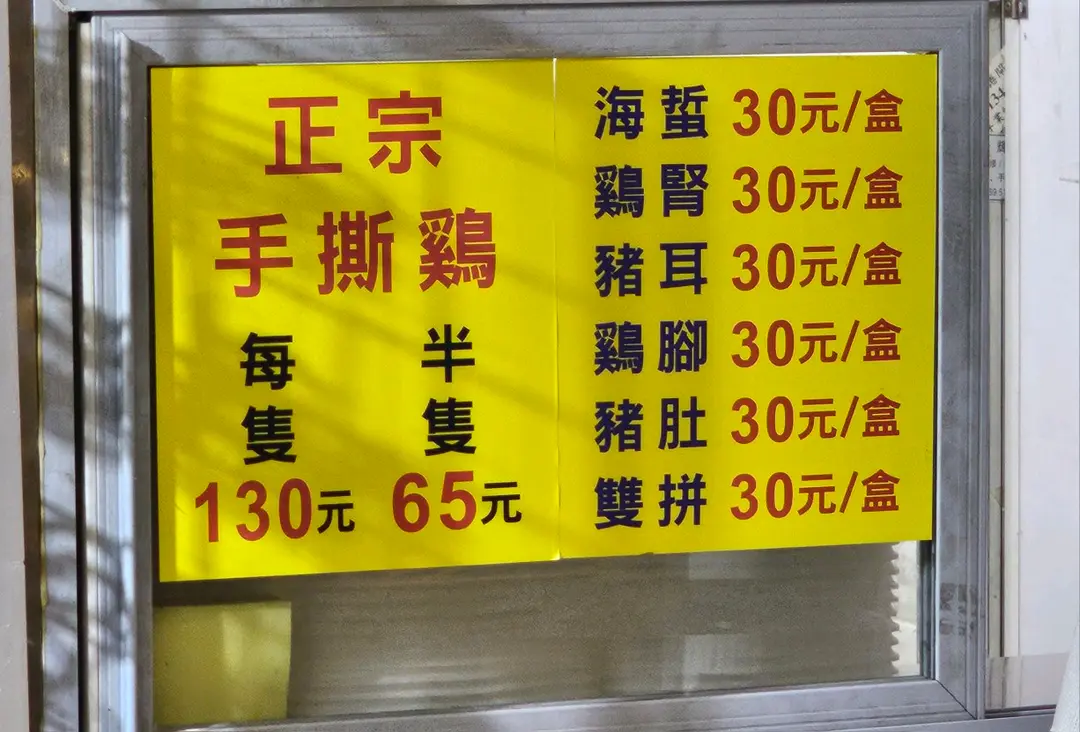 正宗
手撕鷄
每隻
130元
半隻
65元
海蜇 30元/盒
鷄腎 30元/盒
豬耳 30元/盒
鷄腳 30元/盒
豬肚 30元/盒
雙拼 30元/盒